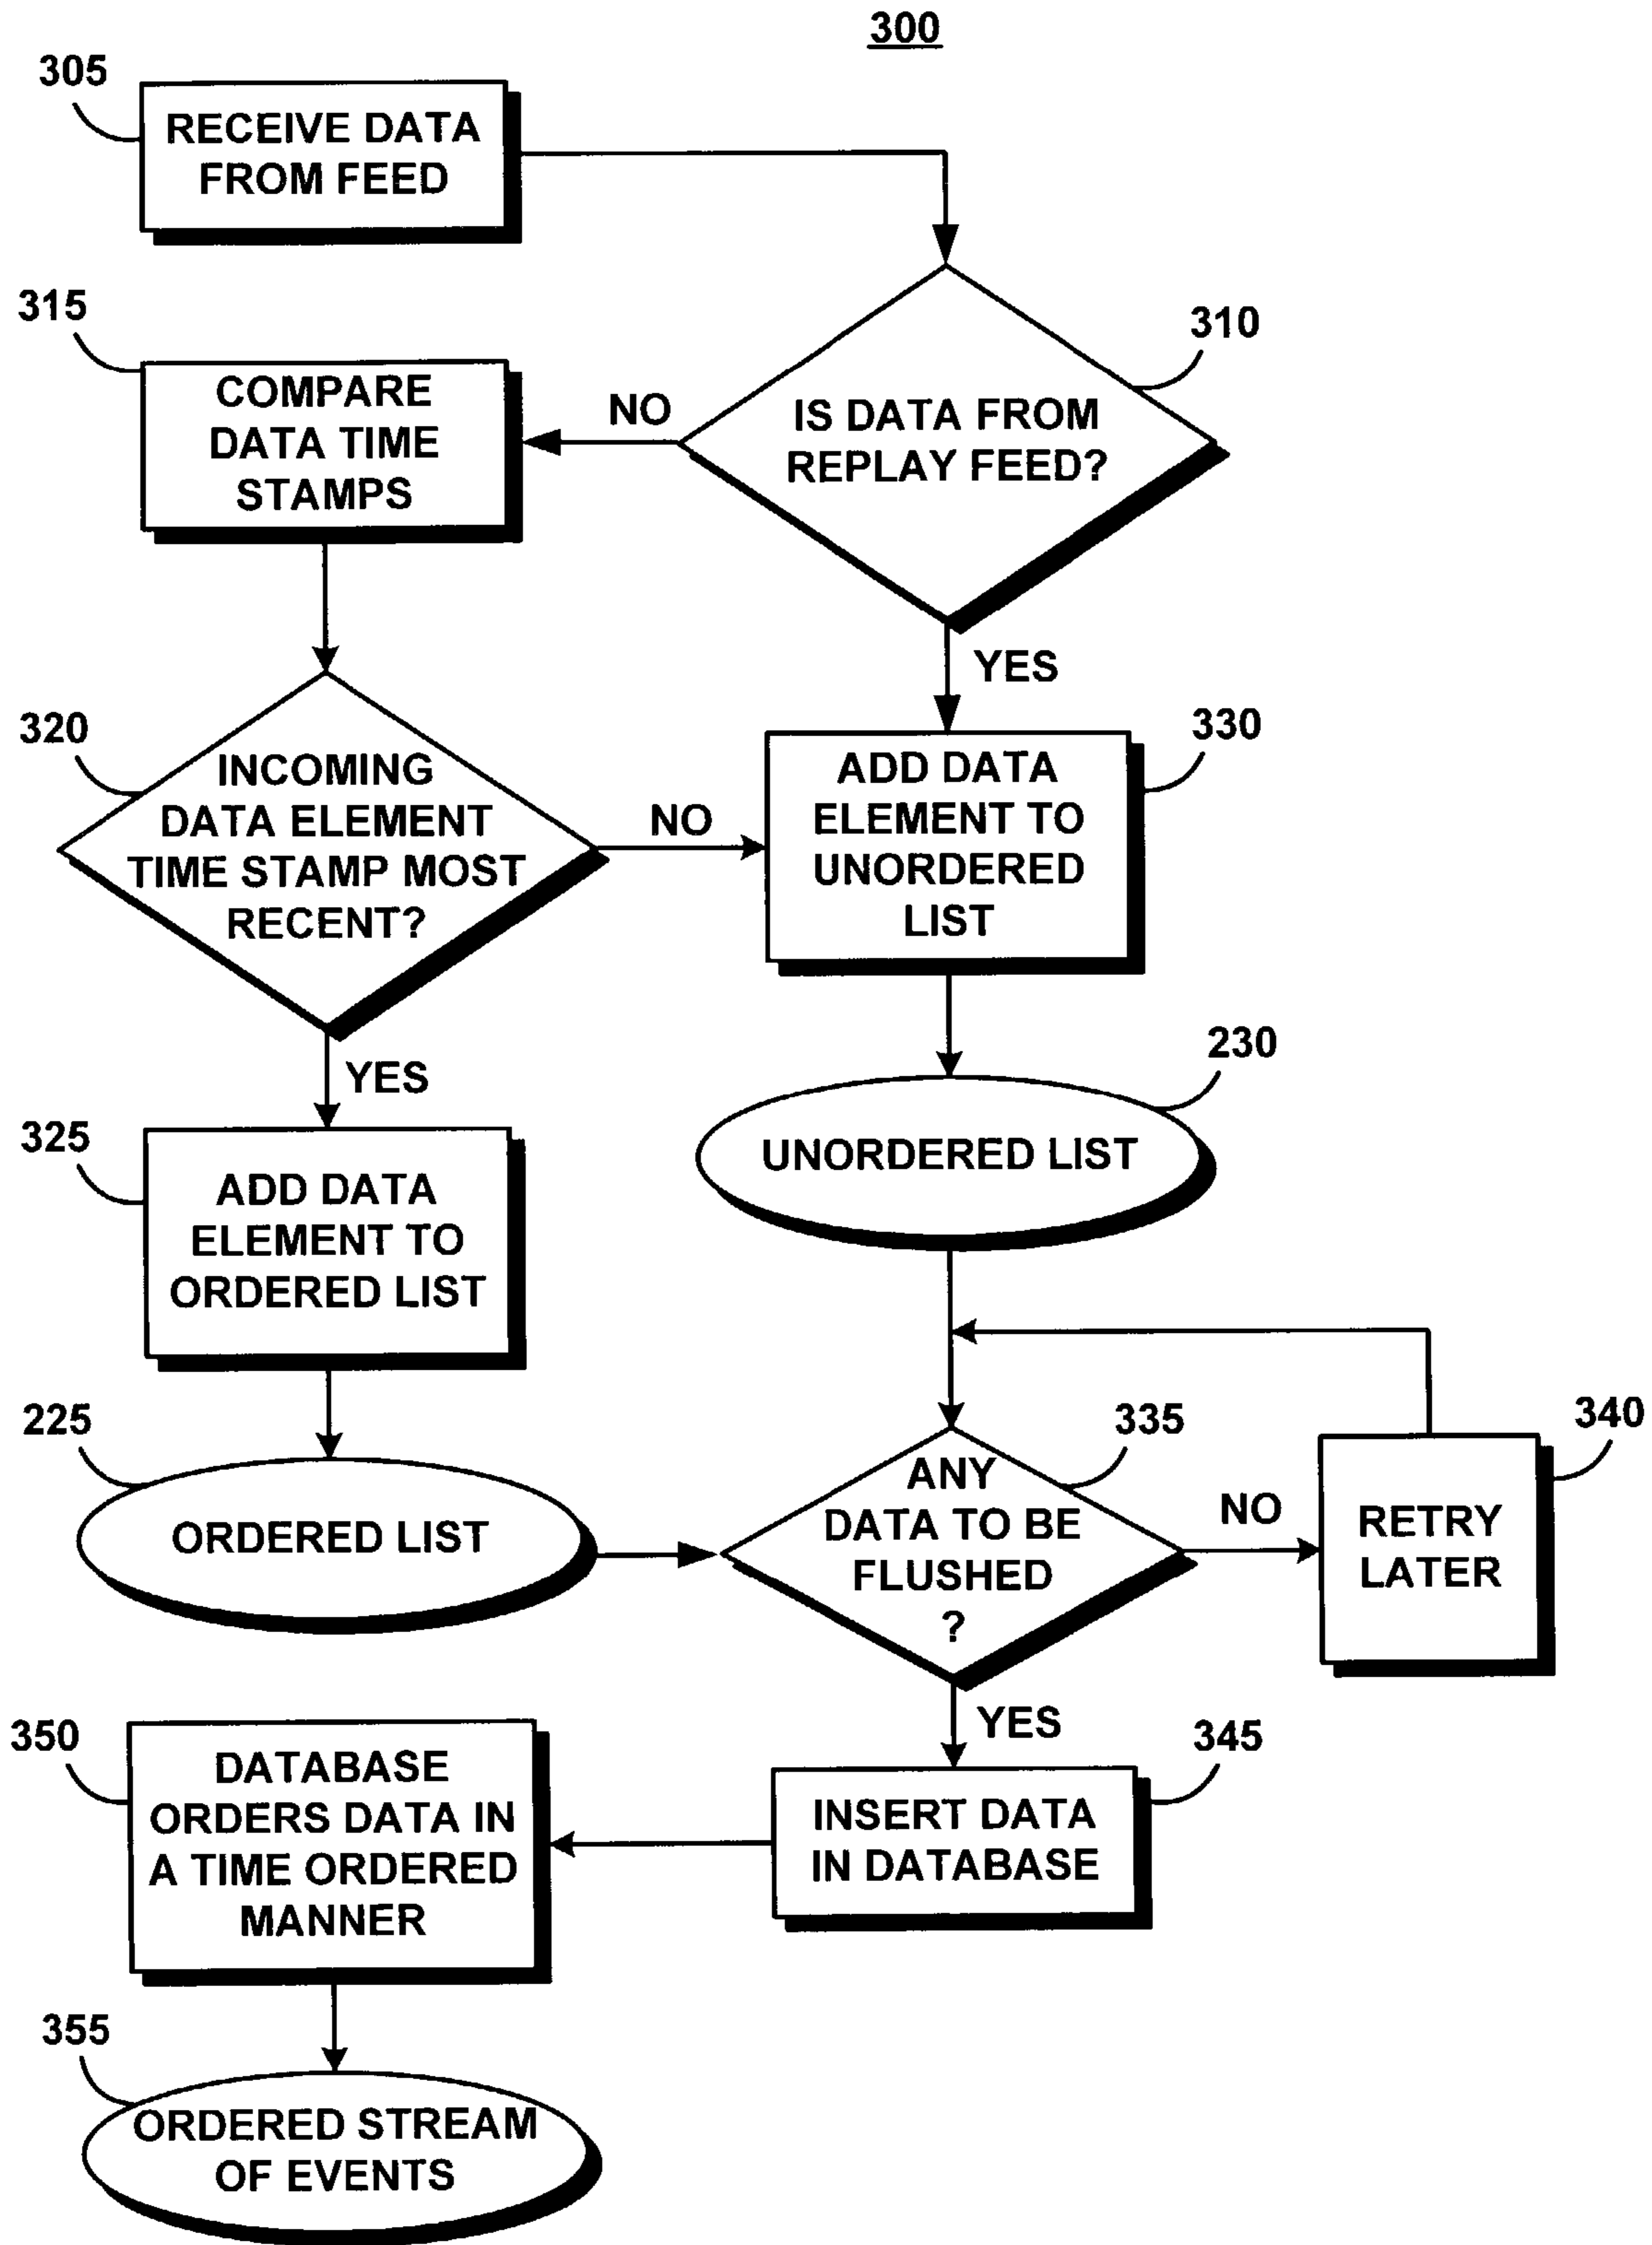 300
305
RECEIVE DATA
FROM FEED
315
COMPARE
DATA TIME
STAMPS
NO
310
IS DATA FROM
REPLAY FEED?
YES
320
INCOMING
DATA ELEMENT
TIME STAMP MOST
RECENT?
NO
330
ADD DATA
ELEMENT TO
UNORDERED
LIST
YES
230
UNORDERED LIST
325
ADD DATA
ELEMENT TO
ORDERED LIST
225
ORDERED LIST
335
ANY
DATA TO BE
FLUSHED
?
NO
340
RETRY
LATER
YES
345
INSERT DATA
IN DATABASE
350
DATABASE
ORDERS DATA IN
A TIME ORDERED
MANNER
355
ORDERED STREAM
OF EVENTS